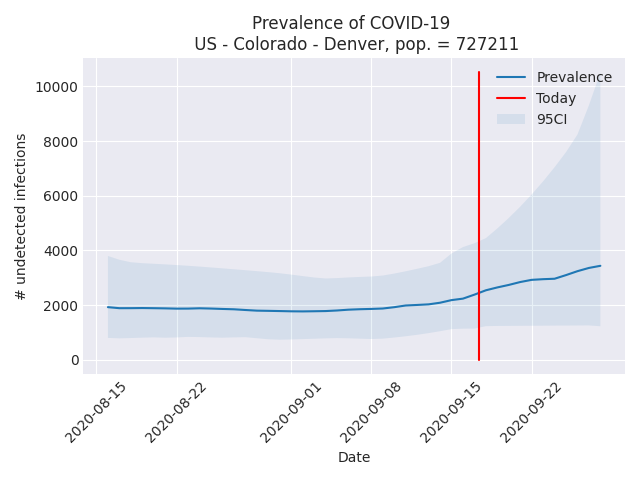 Prevalence of COVID-19
US - Colorado - Denver, pop. = 727211
Prevalence
Today
95CI
10000
8000
6000
4000
2000
0
# undetected infections
2020-08-15
2020-08-22
2020-09-01
2020-09-08
2020-09-15
2020-09-22
Date